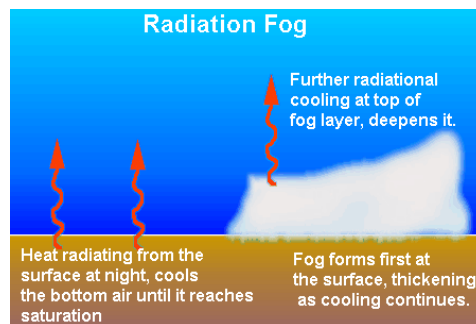 Radiation Fog
Further radiational
cooling at top of
fog layer, deepens it.
Heat radiating from the
surface at night, cools
the bottom air until it reaches
saturation
Fog forms first at
the surface, thickening
as cooling continues.